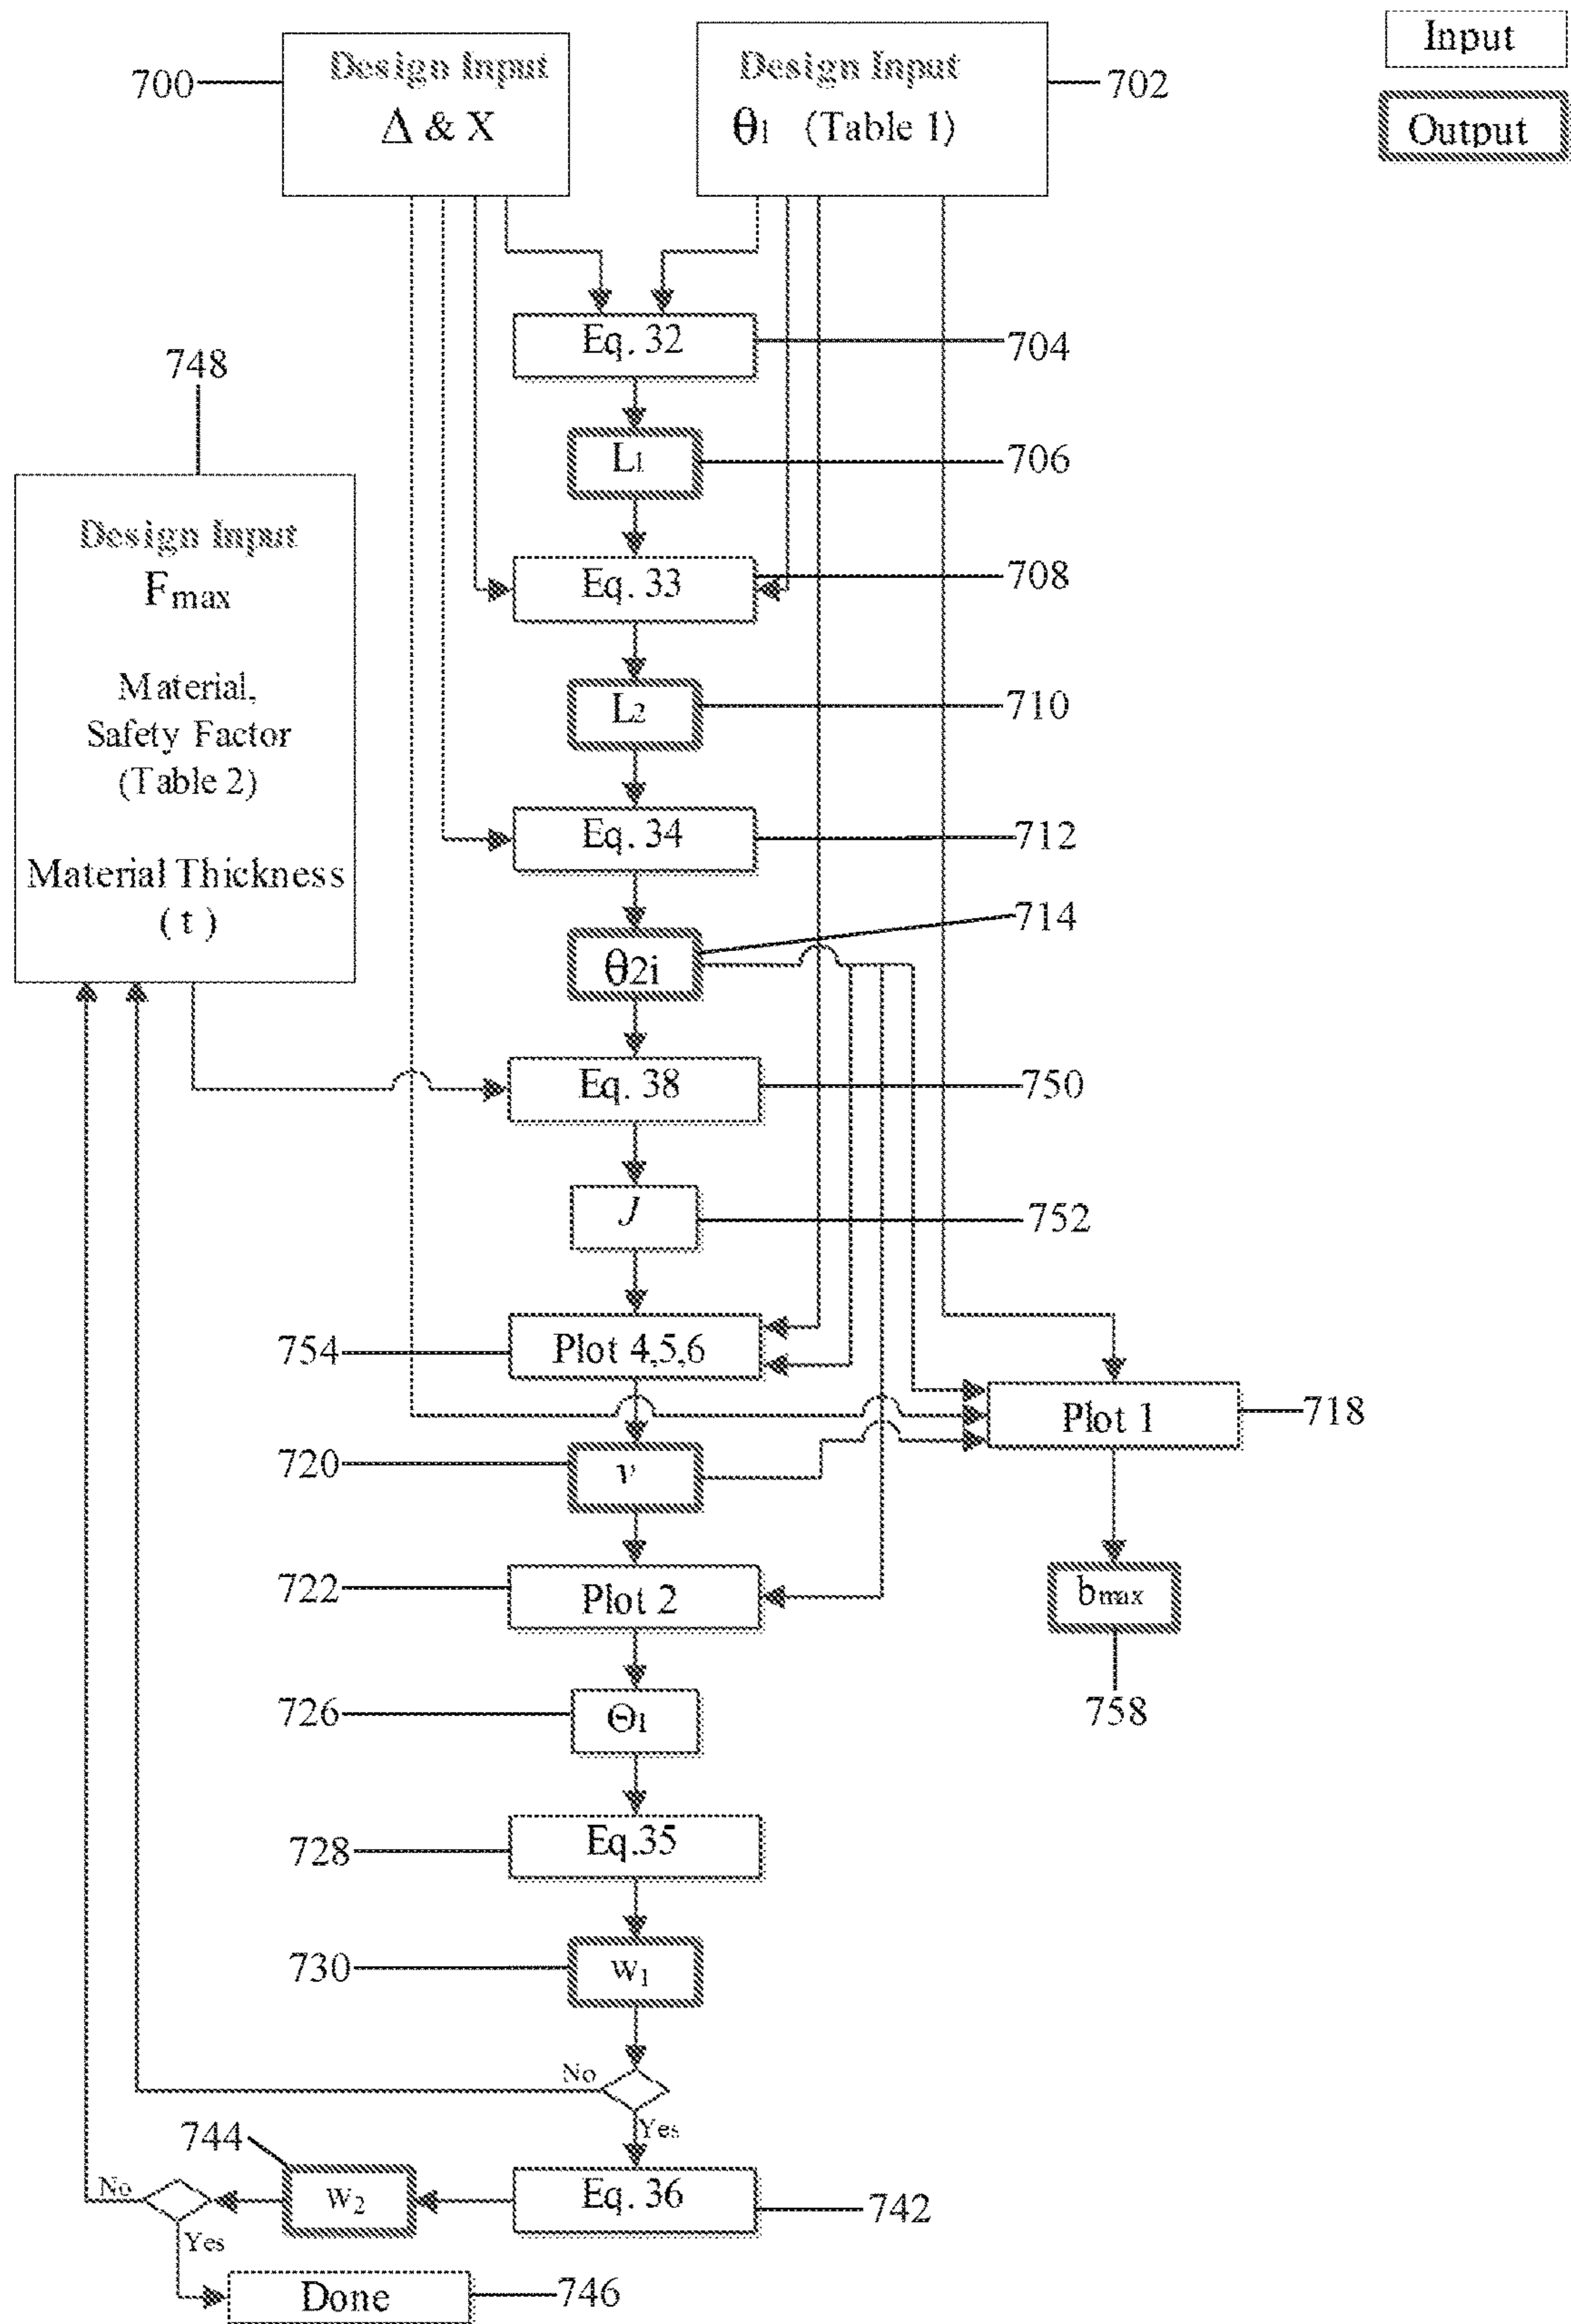 Design Input
Δ & X
700
Design Input
θ1 (Table 1)
702
Input
Output
Eq. 32
704
748
L1
706
Design Input
Fmax
Material,
Safety Factor
(Table 2)
Material Thickness
( t )
Eq. 33
708
L2
710
Eq. 34
712
714
θ2i
Eq. 38
750
J
752
754
Plot 4,5,6
Plot 1
718
720
ν
722
Plot 2
bmax
758
726
Θ1
728
Eq.35
730
w1
No
Yes
744
No
w2
Eq. 36
742
Yes
Done
746